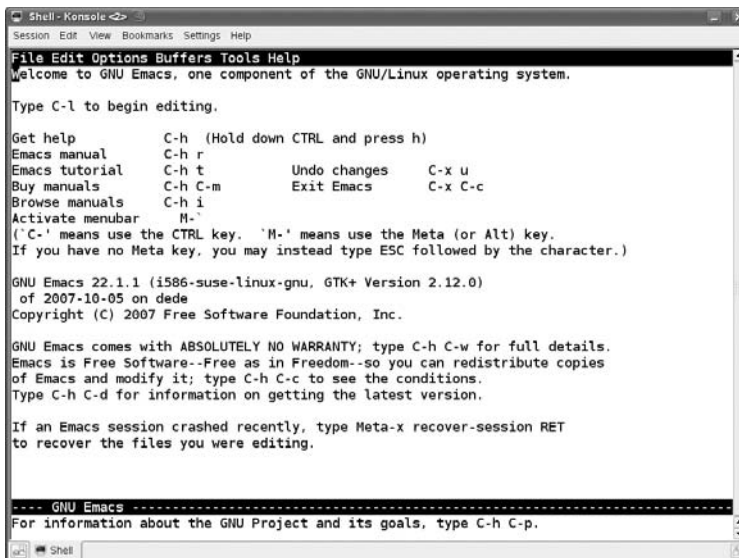 Shell - Konsole <2>
Session Edit View Bookmarks Settings Help
File Edit Options Buffers Tools Help
Welcome to GNU Emacs, one component of the GNU/Linux operating system.
Type C-l to begin editing.
Get help C-h (Hold down CTRL and press h)
Emacs manual C-h r
Emacs tutorial C-h t Undo changes C-x u
Buy manuals C-h C-m Exit Emacs C-x C-c
Browse manuals C-h i
Activate menubar M-`
(`C-' means use the CTRL key. `M-' means use the Meta (or Alt) key.
If you have no Meta key, you may instead type ESC followed by the character.)
GNU Emacs 22.1.1 (i586-suse-linux-gnu, GTK+ Version 2.12.0)
of 2007-10-05 on dede
Copyright (C) 2007 Free Software Foundation, Inc.
GNU Emacs comes with ABSOLUTELY NO WARRANTY; type C-h C-w for full details.
Emacs is Free Software--Free as in Freedom--so you can redistribute copies
of Emacs and modify it; type C-h C-c to see the conditions.
Type C-h C-d for information on getting the latest version.
If an Emacs session crashed recently, type Meta-x recover-session RET
to recover the files you were editing.
---- GNU Emacs ----------------------------------------------------------------------
For information about the GNU Project and its goals, type C-h C-p.
Shell